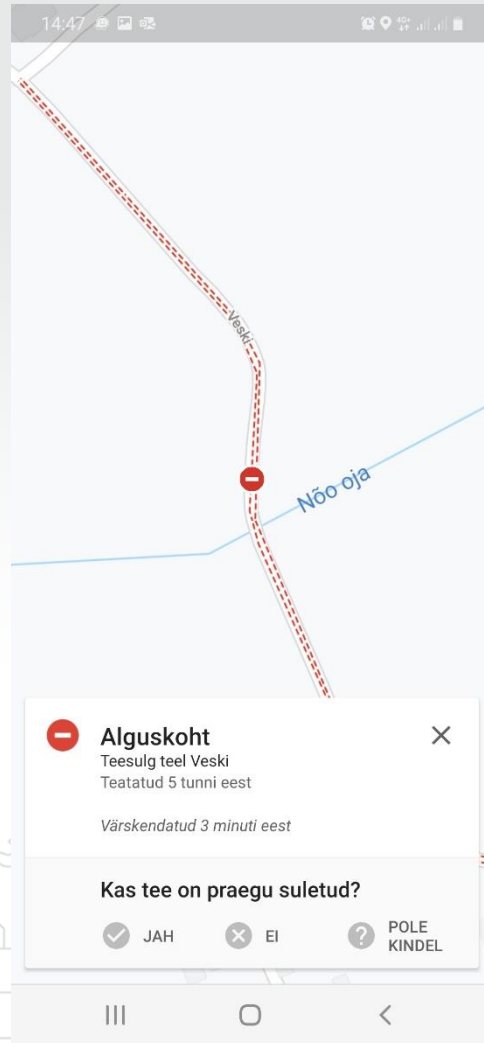 14:47
4G+
Veski
Nõo oja
Alguskoht
Teesulg teel Veski
Teatatud 5 tunni eest
Värskendatud 3 minuti eest
Kas tee on praegu suletud?
JAH
EI
POLE
KINDEL